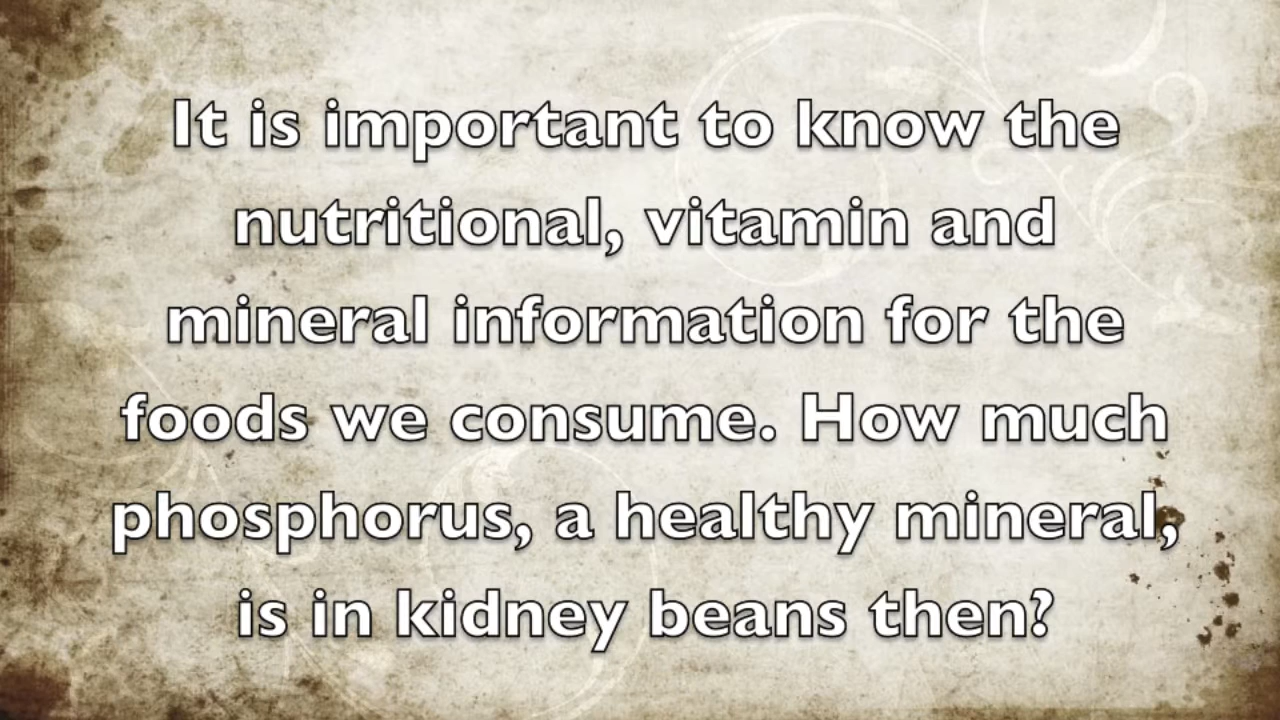 It is important to know the
nutritional, vitamin and
mineral information for the
foods we consume. How much
phosphorus, a healthy mineral,
is in kidney beans then?